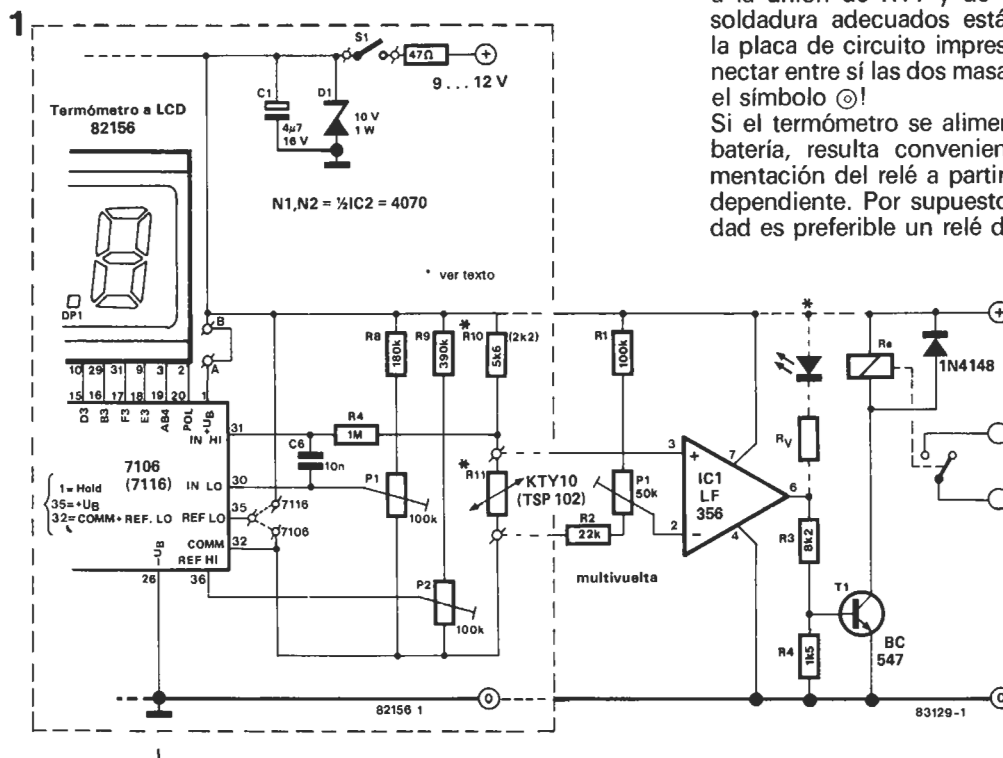 1
a la unión de R11 y de
soldadura adecuados está
la placa de circuito impres
nectar entre sí las dos masa
el símbolo ⊚!
Si el termómetro se alimen
batería, resulta convenien
mentación del relé a partir
dependiente. Por supuesto
dad es preferible un relé d
S1
47Ω
+
9 . . . 12 V
C1
4µ7
16 V
D1
10 V
1 W
Termómetro a LCD
82156
N1,N2 = ½IC2 = 4070
* ver texto
DP1
B
A
10 29 31 9 3 2
15 16 17 18 19 20 1
D3 B3 F3 E3 AB4 POL +UB
R8
180k
R9
390k
*
R10
5k6
(2k2)
R1
100k
*
Re
+
1N4148
IN HI
31
R4
1M
C6
10n
7106
(7116)
1=Hold
35=+UB
32=COMM+REF. LO
IN LO
30
REF LO
35
7116
7106
COMM
32
REF HI
36
-UB
26
P1
100k
P2
100k
*
R11
KTY10
(TSP 102)
R2
22k
P1
50k
multivuelta
3
+
2
−
IC1
LF
356
7
4
6
RV
R3
8k2
R4
1k5
T1
BC
547
82156 1
0
83129-1
0